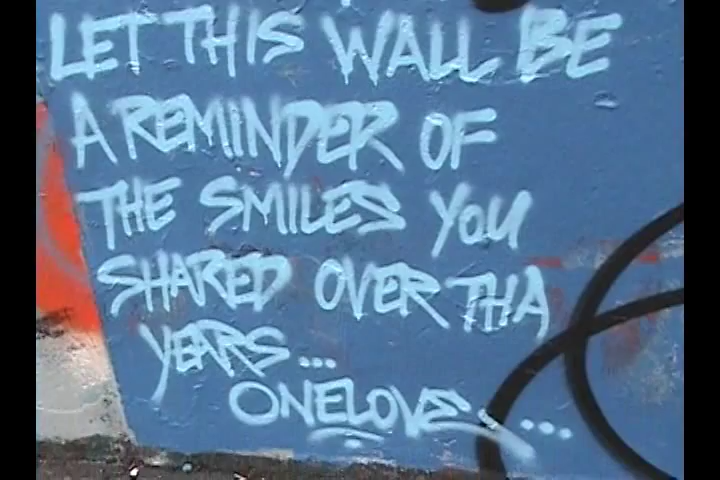 LET THIS WALL BE
A REMINDER OF
THE SMILES YOU
SHARED OVER THA
YEARS...
ONELOVE....